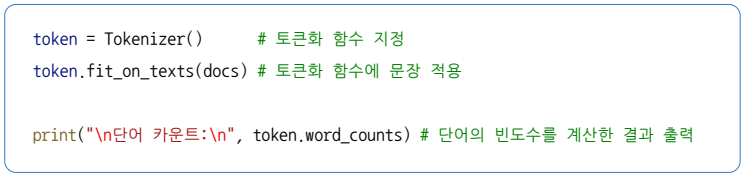 token = Tokenizer() # 토큰화 함수 지정
token.fit_on_texts(docs) # 토큰화 함수에 문장 적용
print("\n단어 카운트:\n", token.word_counts) # 단어의 빈도수를 계산한 결과 출력